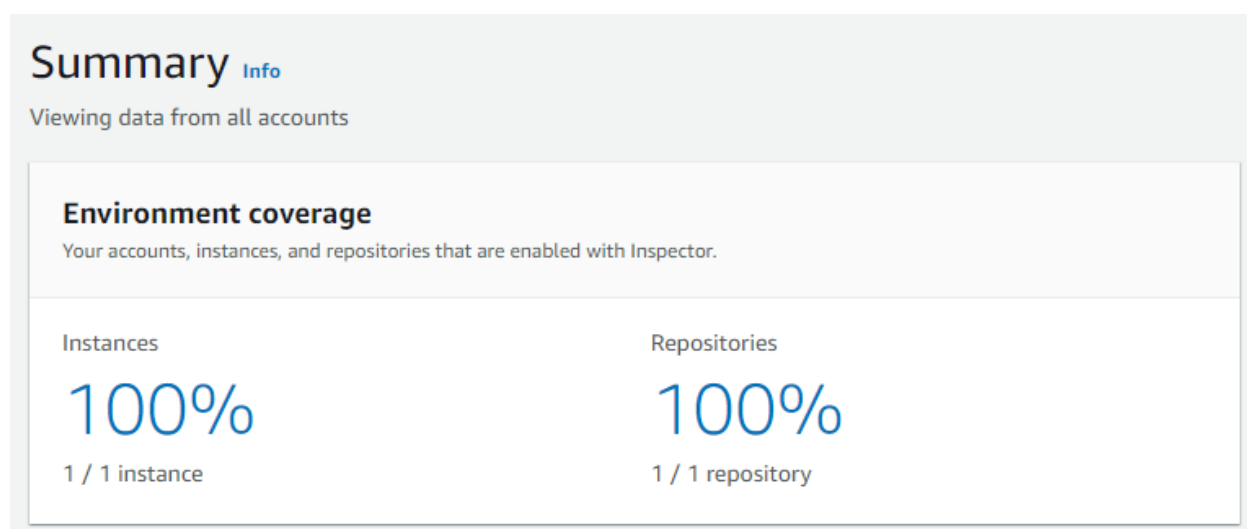 Summary Info
Viewing data from all accounts
Environment coverage
Your accounts, instances, and repositories that are enabled with Inspector.
Instances
100%
1 / 1 instance
Repositories
100%
1 / 1 repository